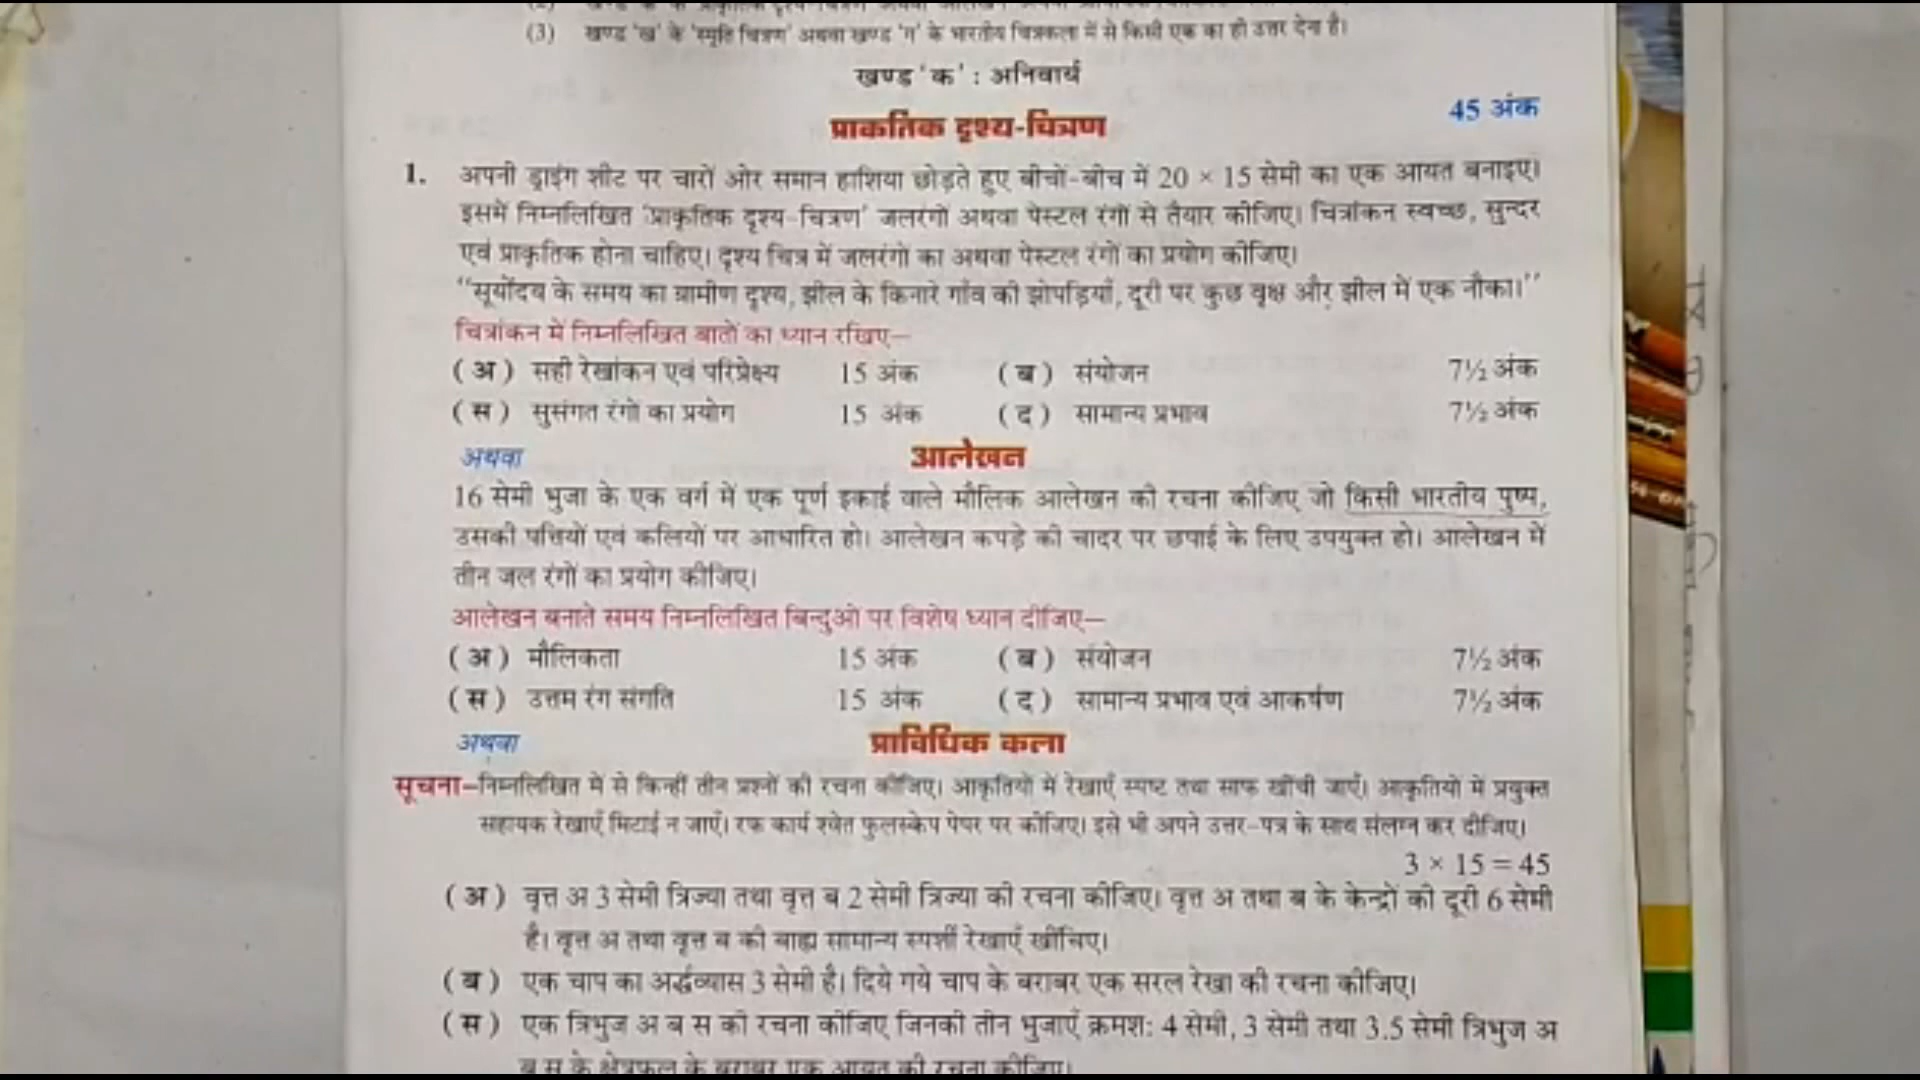 (3) खण्ड 'ख' के 'स्मृति चित्रण' अथवा खण्ड 'ग' के भारतीय चित्रकला में से किसी एक का ही उत्तर देना है।
खण्ड 'क' : अनिवार्य
45 अंक
प्राकतिक दृश्य-चित्रण
1. अपनी ड्राइंग शीट पर चारों ओर समान हाशिया छोड़ते हुए बीचों-बीच में 20 × 15 सेमी का एक आयत बनाइए।
इसमें निम्नलिखित 'प्राकृतिक दृश्य-चित्रण' जलरंगों अथवा पेस्टल रंगों से तैयार कीजिए। चित्रांकन स्वच्छ, सुन्दर
एवं प्राकृतिक होना चाहिए। दृश्य चित्र में जलरंगों का अथवा पेस्टल रंगों का प्रयोग कीजिए।
"सूर्योदय के समय का ग्रामीण दृश्य, झील के किनारे गाँव की झोपड़ियाँ, दूरी पर कुछ वृक्ष और झील में एक नौका।"
चित्रांकन में निम्नलिखित बातों का ध्यान रखिए—
(अ) सही रेखांकन एवं परिप्रेक्ष्य 15 अंक (ब) संयोजन 7½ अंक
(स) सुसंगत रंगों का प्रयोग 15 अंक (द) सामान्य प्रभाव 7½ अंक
अथवा आलेखन
16 सेमी भुजा के एक वर्ग में एक पूर्ण इकाई वाले मौलिक आलेखन की रचना कीजिए जो किसी भारतीय पुष्प,
उसकी पत्तियों एवं कलियों पर आधारित हो। आलेखन कपड़े की चादर पर छपाई के लिए उपयुक्त हो। आलेखन में
तीन जल रंगों का प्रयोग कीजिए।
आलेखन बनाते समय निम्नलिखित बिन्दुओं पर विशेष ध्यान दीजिए—
(अ) मौलिकता 15 अंक (ब) संयोजन 7½ अंक
(स) उत्तम रंग संगति 15 अंक (द) सामान्य प्रभाव एवं आकर्षण 7½ अंक
अथवा प्राविधिक कला
सूचना—निम्नलिखित में से किन्हीं तीन प्रश्नों की रचना कीजिए। आकृतियों में रेखाएँ स्पष्ट तथा साफ खींची जाएँ। आकृतियों में प्रयुक्त
सहायक रेखाएँ मिटाई न जाएँ। रफ कार्य श्वेत फुलस्केप पेपर पर कीजिए। इसे भी अपने उत्तर-पत्र के साथ संलग्न कर दीजिए।
3 × 15 = 45
(अ) वृत्त अ 3 सेमी त्रिज्या तथा वृत्त ब 2 सेमी त्रिज्या की रचना कीजिए। वृत्त अ तथा ब के केन्द्रों की दूरी 6 सेमी
है। वृत्त अ तथा वृत्त ब की बाह्य सामान्य स्पर्शी रेखाएँ खींचिए।
(ब) एक चाप का अर्द्धव्यास 3 सेमी है। दिये गये चाप के बराबर एक सरल रेखा की रचना कीजिए।
(स) एक त्रिभुज अ ब स की रचना कीजिए जिनकी तीन भुजाएँ क्रमश: 4 सेमी, 3 सेमी तथा 3.5 सेमी त्रिभुज अ
ब स के क्षेत्रफल के बराबर एक आयत की रचना कीजिए।